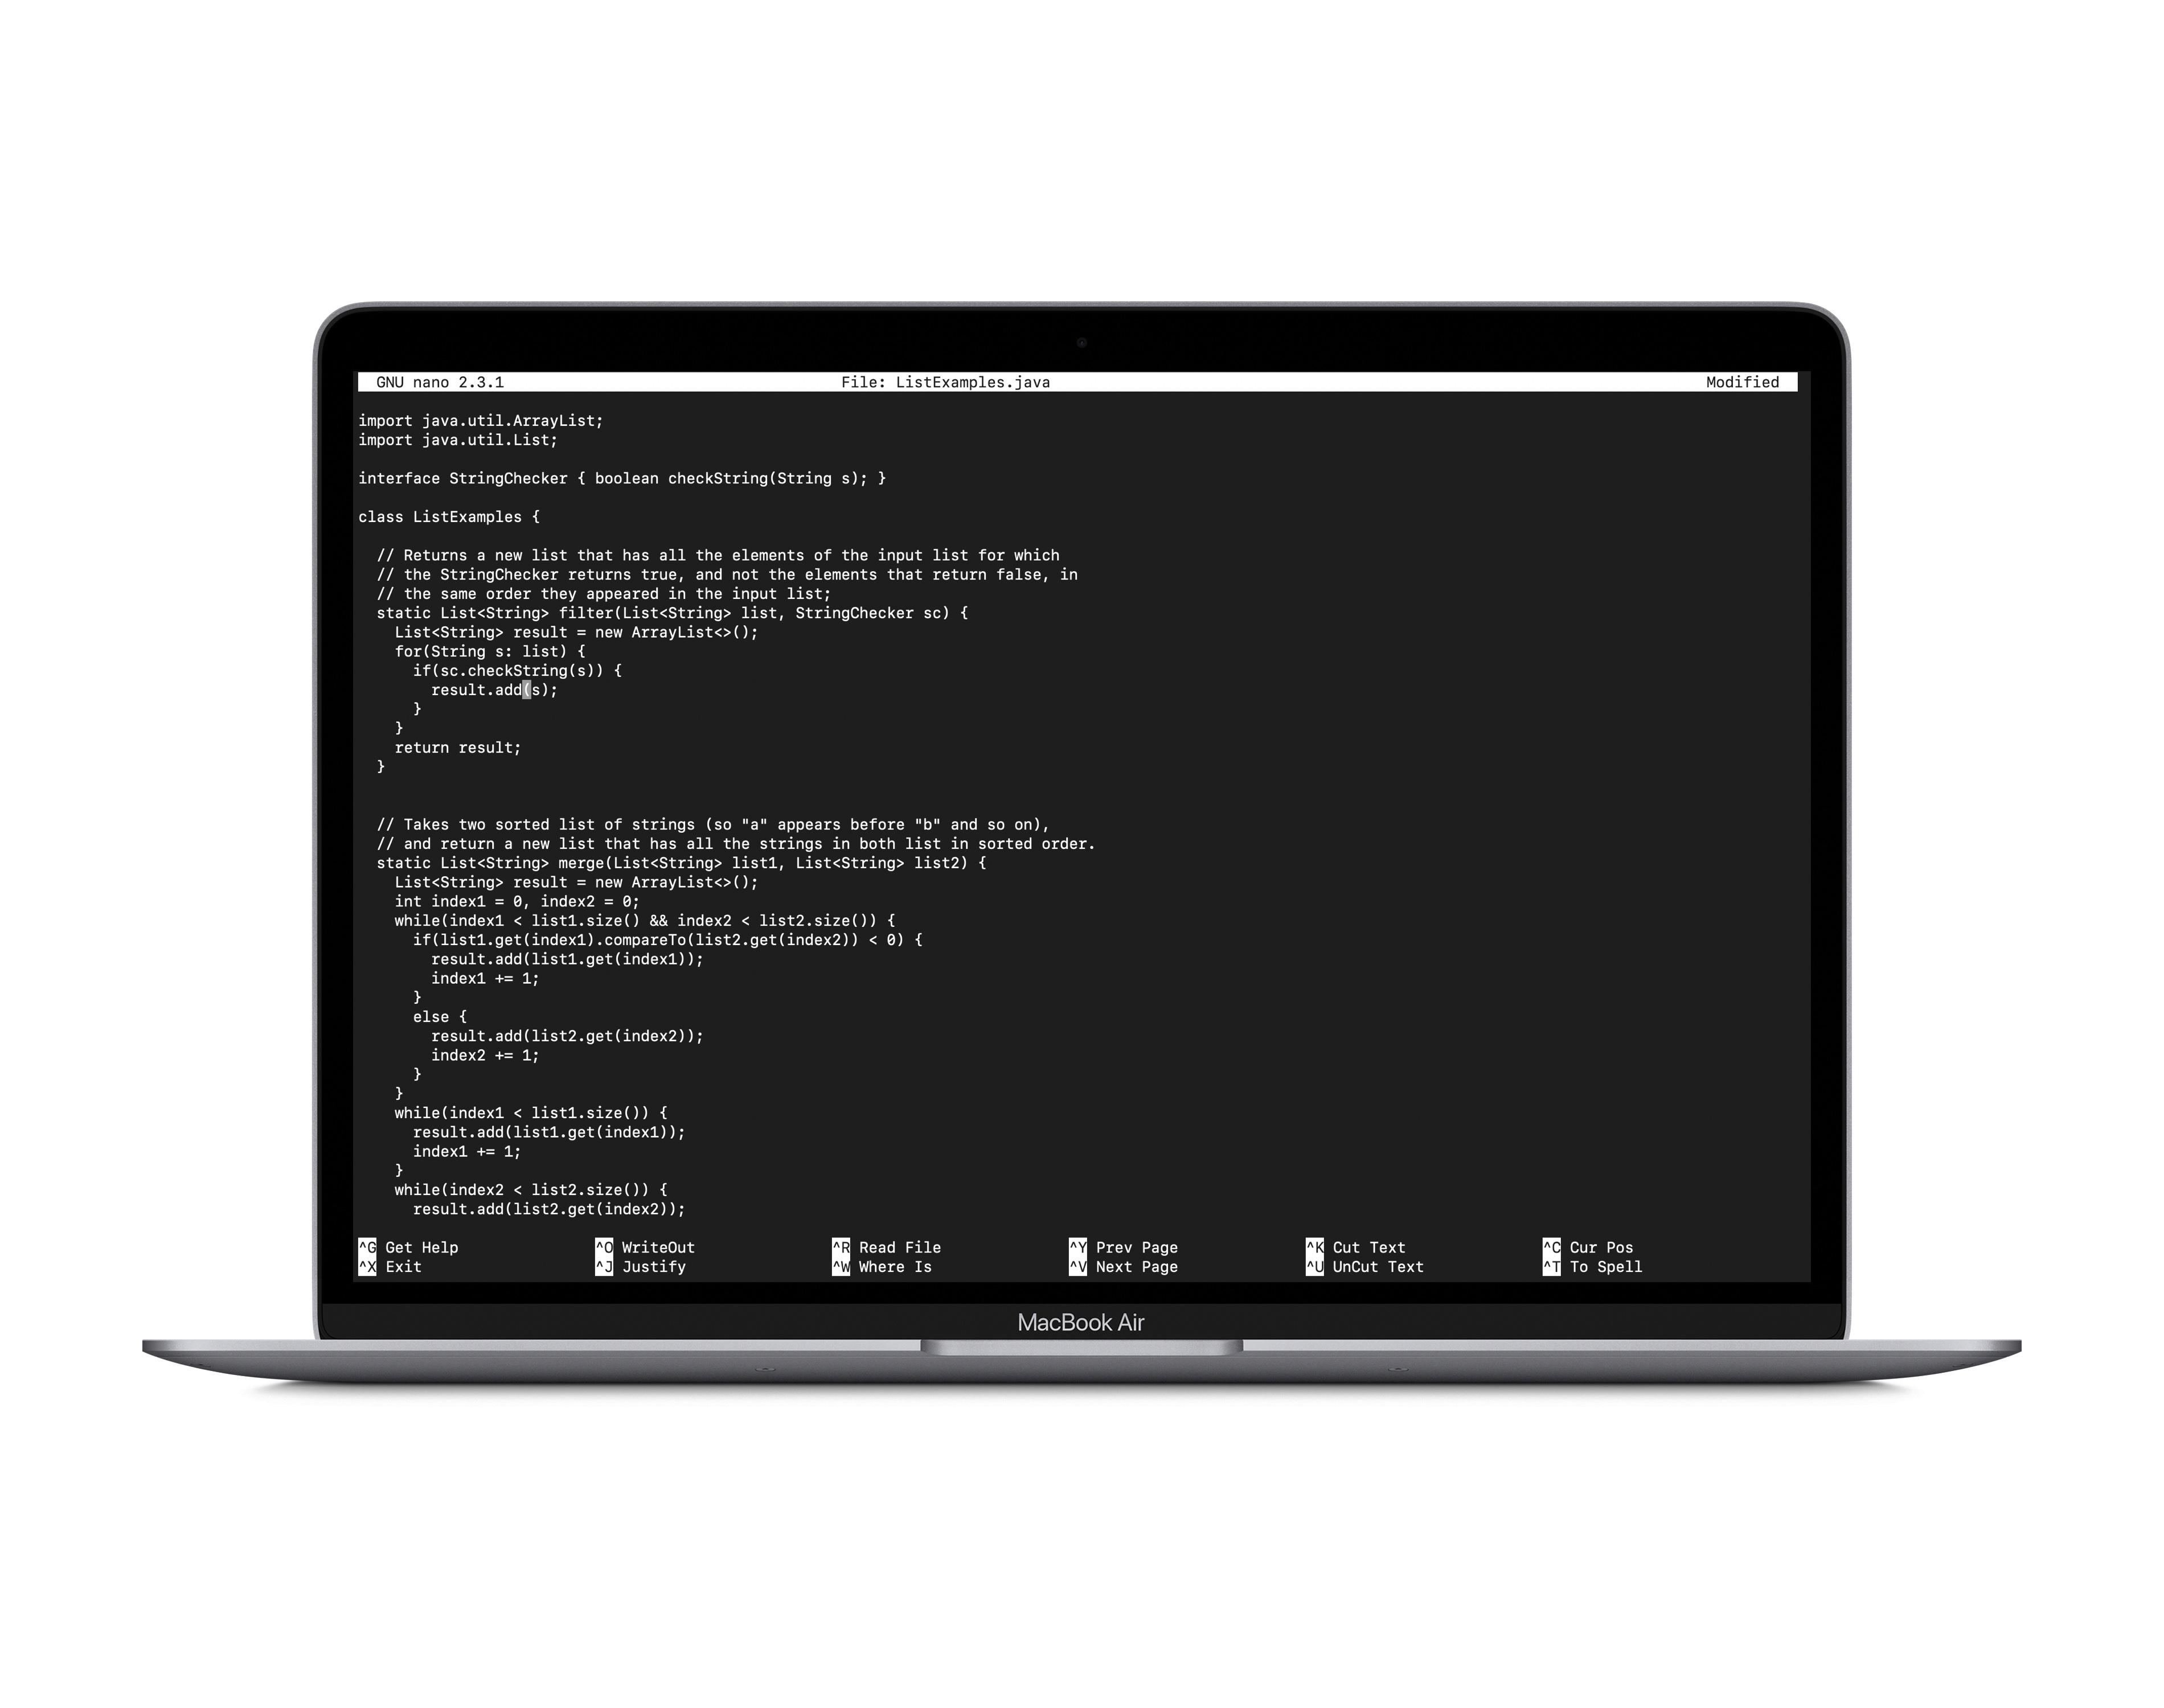 GNU nano 2.3.1 File: ListExamples.java Modified
import java.util.ArrayList;
import java.util.List;
interface StringChecker { boolean checkString(String s); }
class ListExamples {
  // Returns a new list that has all the elements of the input list for which
  // the StringChecker returns true, and not the elements that return false, in
  // the same order they appeared in the input list;
  static List<String> filter(List<String> list, StringChecker sc) {
    List<String> result = new ArrayList<>();
    for(String s: list) {
      if(sc.checkString(s)) {
        result.add(s);
      }
    }
    return result;
  }
  // Takes two sorted list of strings (so "a" appears before "b" and so on),
  // and return a new list that has all the strings in both list in sorted order.
  static List<String> merge(List<String> list1, List<String> list2) {
    List<String> result = new ArrayList<>();
    int index1 = 0, index2 = 0;
    while(index1 < list1.size() && index2 < list2.size()) {
      if(list1.get(index1).compareTo(list2.get(index2)) < 0) {
        result.add(list1.get(index1));
        index1 += 1;
      }
      else {
        result.add(list2.get(index2));
        index2 += 1;
      }
    }
    while(index1 < list1.size()) {
      result.add(list1.get(index1));
      index1 += 1;
    }
    while(index2 < list2.size()) {
      result.add(list2.get(index2));
^G Get Help ^O WriteOut ^R Read File ^Y Prev Page ^K Cut Text ^C Cur Pos
^X Exit ^J Justify ^W Where Is ^V Next Page ^U UnCut Text ^T To Spell
MacBook Air